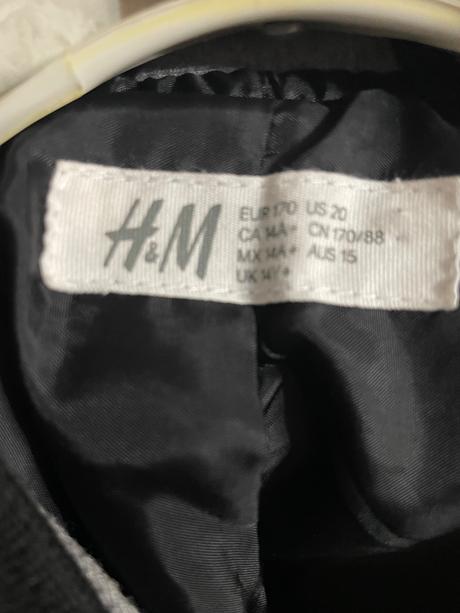 H&M
EUR 170 US 20
CA 14A+ CN 170/88
MX 14A+ AUS 15
UK 14Y+